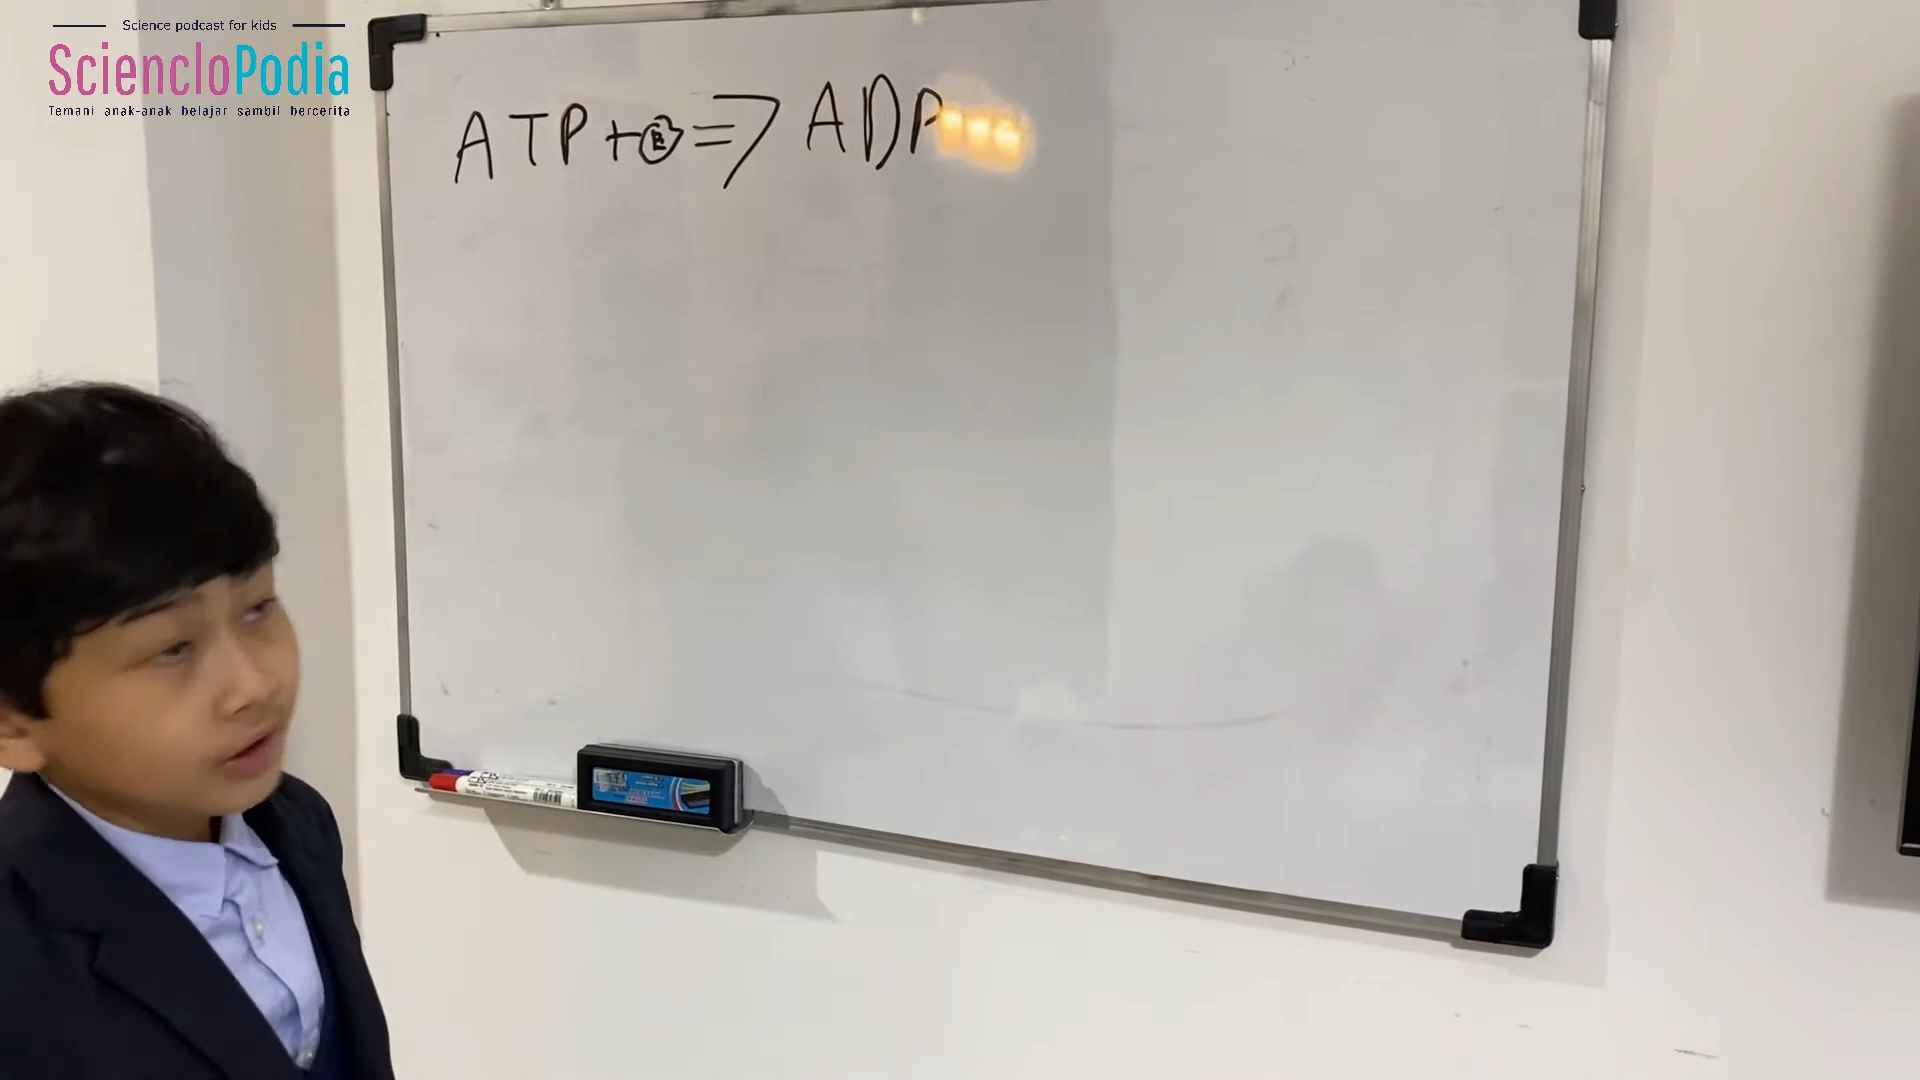 Science podcast for kids
SciencloPodia
Temani anak-anak belajar sambil bercerita
ATP + E => ADP